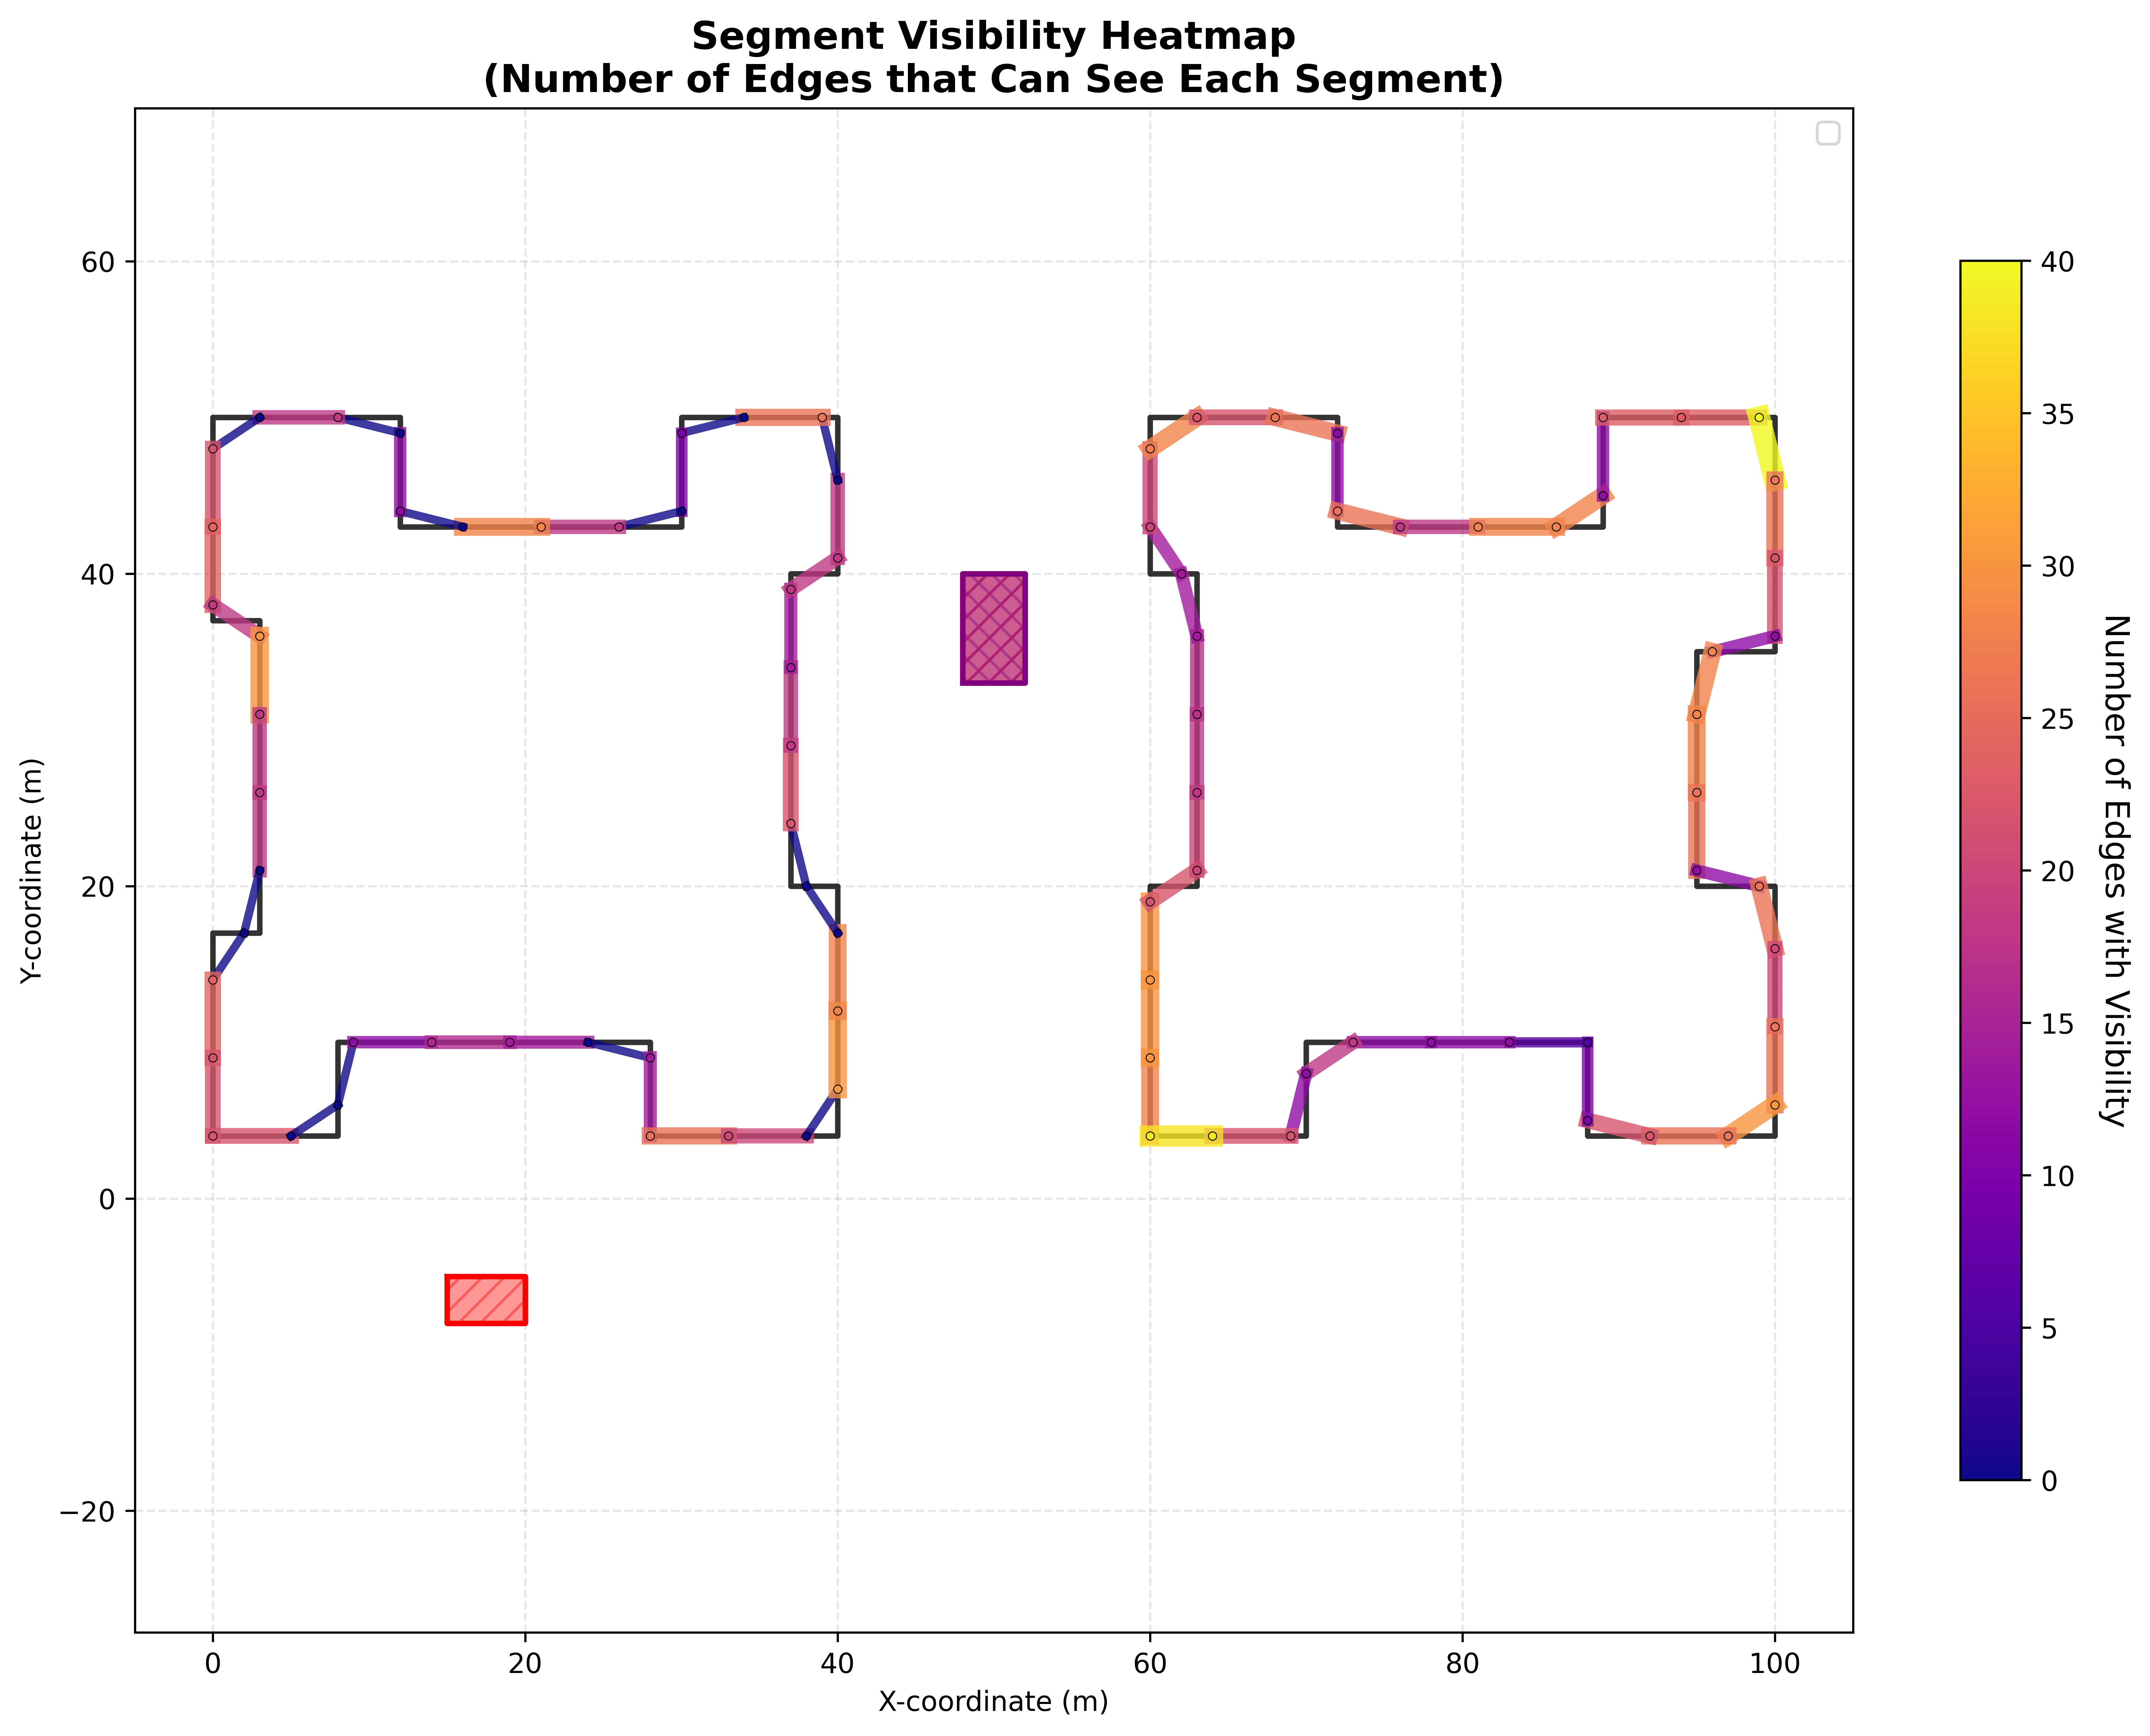 Segment Visibility Heatmap
(Number of Edges that Can See Each Segment)
60
40
20
0
−20
Y-coordinate (m)
0 20 40 60 80 100
X-coordinate (m)
40
35
30
25
20
15
10
5
0
Number of Edges with Visibility